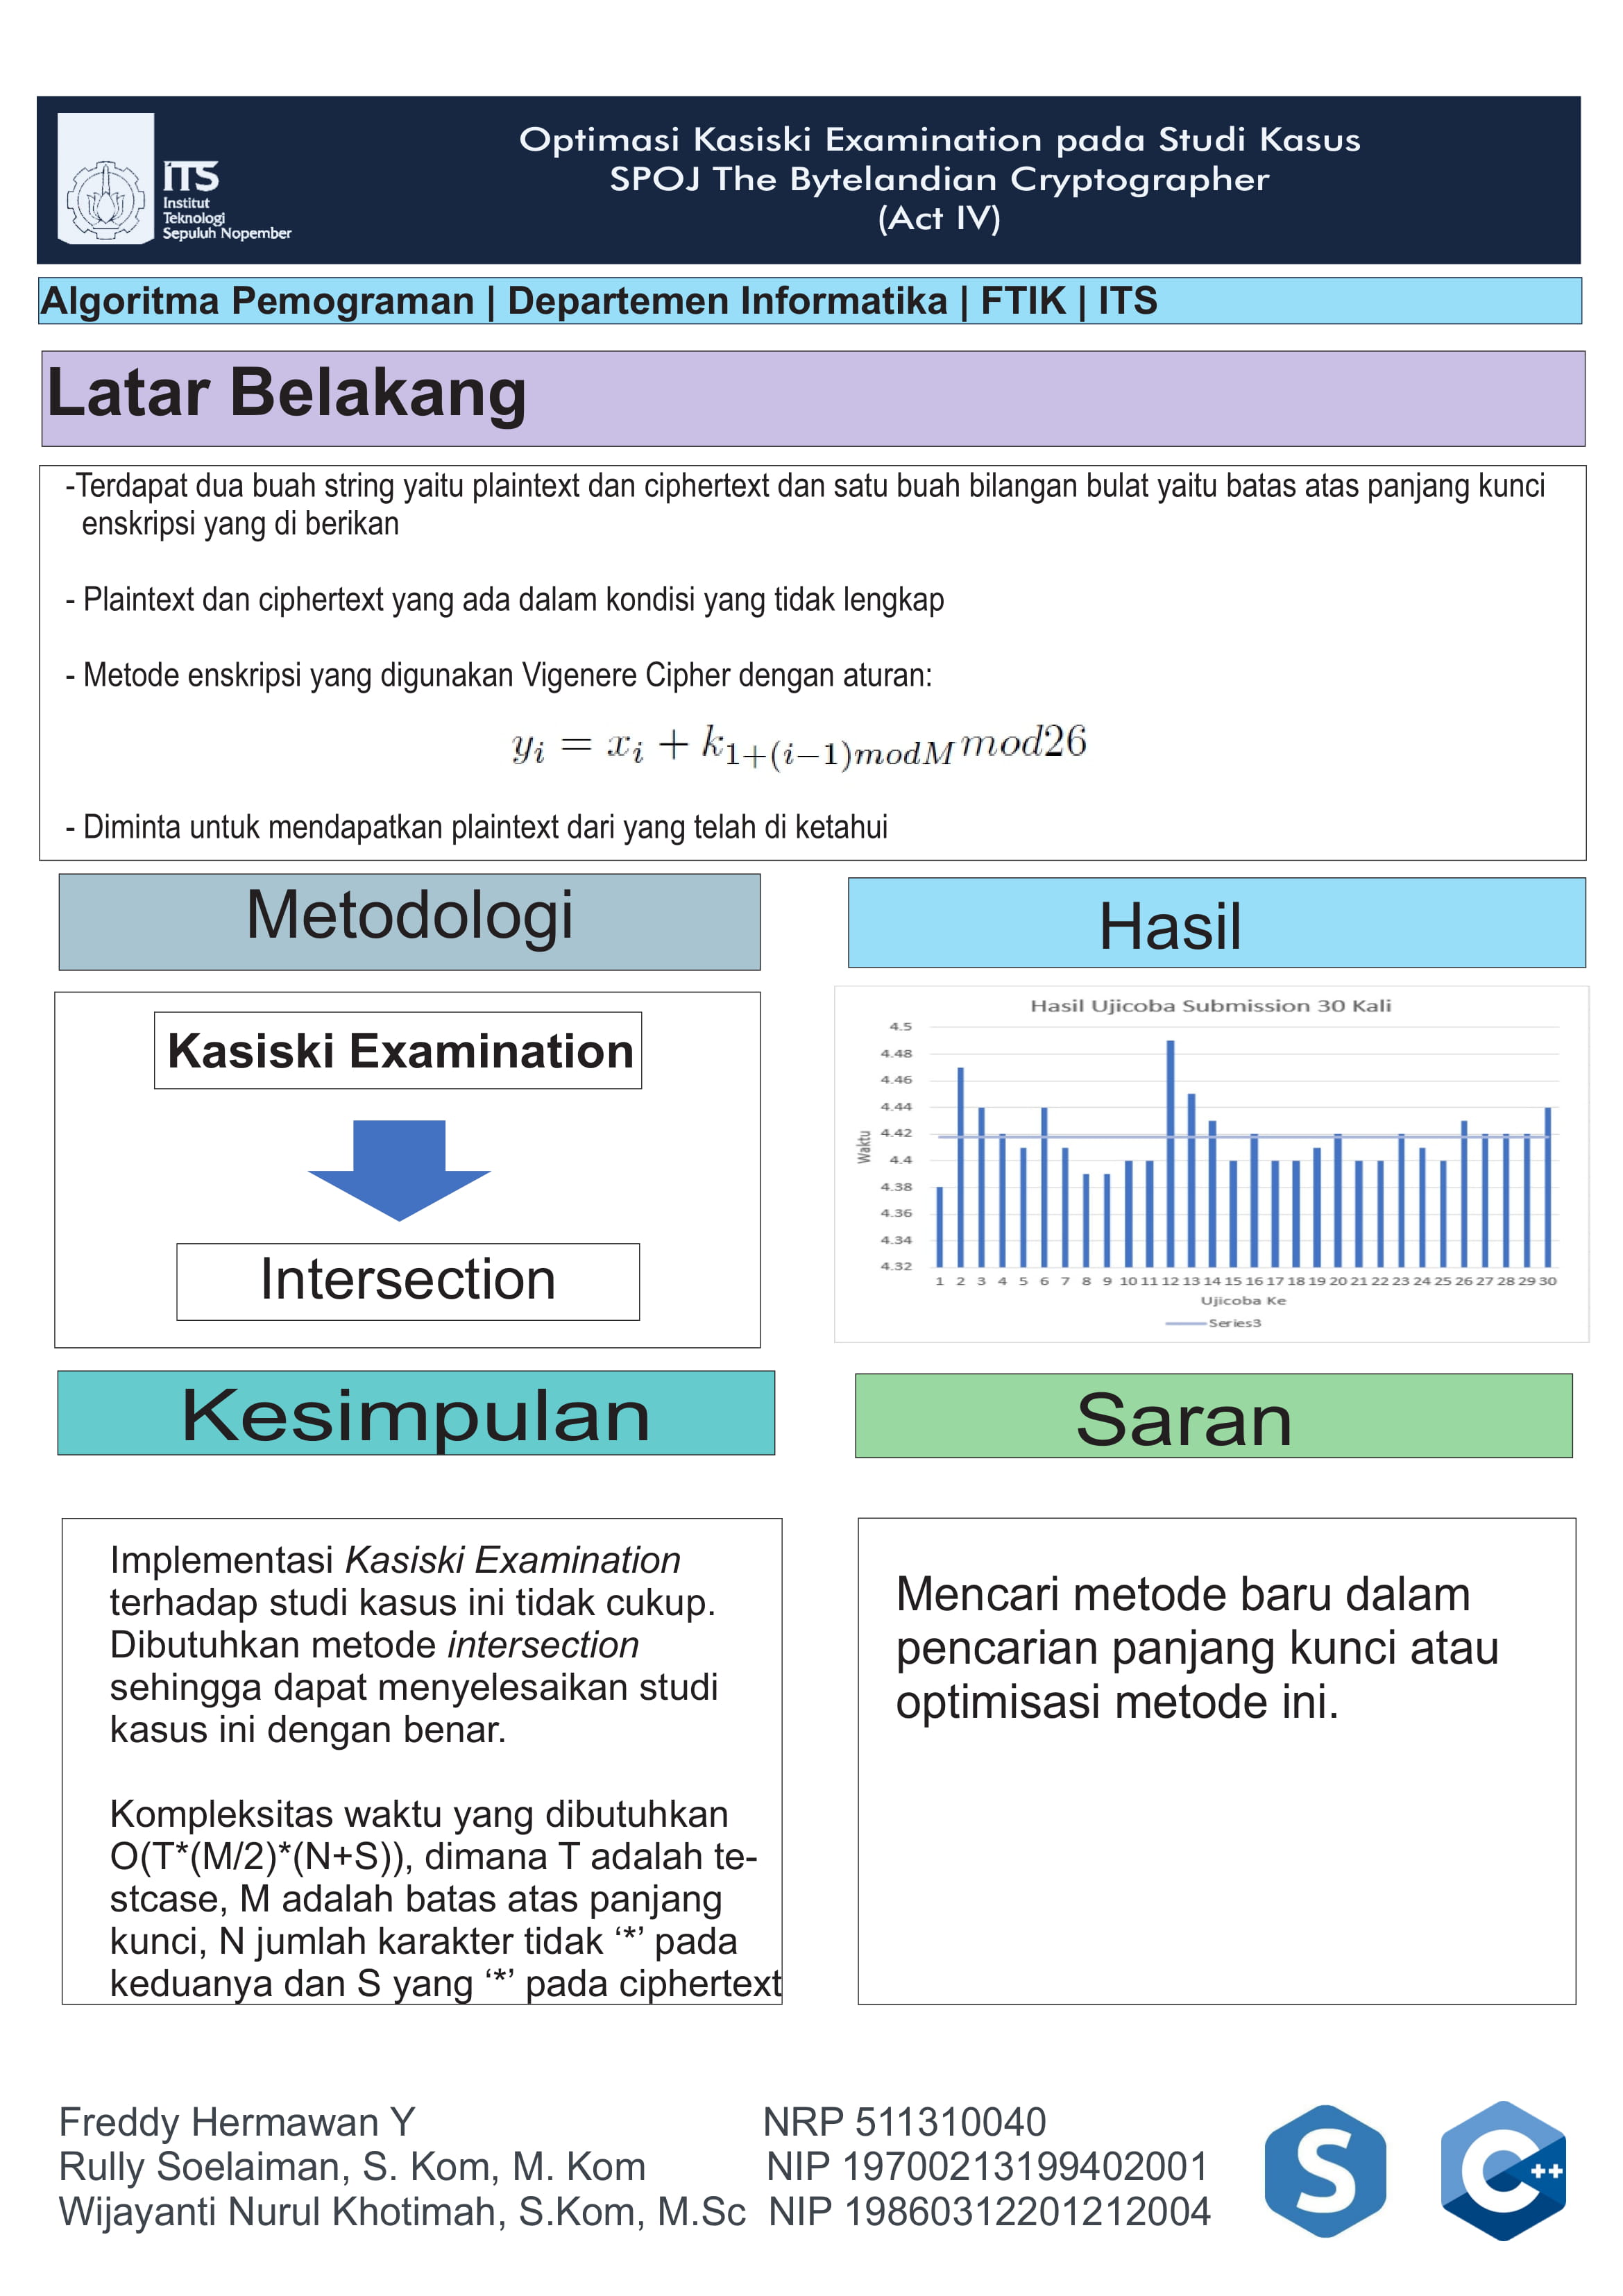 Optimasi Kasiski Examination pada Studi Kasus
SPOJ The Bytelandian Cryptographer
(Act IV)
ITS
Institut
Teknologi
Sepuluh Nopember
Algoritma Pemograman | Departemen Informatika | FTIK | ITS
Latar Belakang
-Terdapat dua buah string yaitu plaintext dan ciphertext dan satu buah bilangan bulat yaitu batas atas panjang kunci
enskripsi yang di berikan
- Plaintext dan ciphertext yang ada dalam kondisi yang tidak lengkap
- Metode enskripsi yang digunakan Vigenere Cipher dengan aturan:
y_i = x_i + k_{1+(i-1)modM} mod26
- Diminta untuk mendapatkan plaintext dari yang telah di ketahui
Metodologi
Kasiski Examination
Intersection
Hasil
Hasil Ujicoba Submission 30 Kali
4.5
4.48
4.46
4.44
4.42
4.4
4.38
4.36
4.34
4.32
Waktu
1 2 3 4 5 6 7 8 9 10 11 12 13 14 15 16 17 18 19 20 21 22 23 24 25 26 27 28 29 30
Ujicoba Ke
Series3
Kesimpulan
Implementasi Kasiski Examination
terhadap studi kasus ini tidak cukup.
Dibutuhkan metode intersection
sehingga dapat menyelesaikan studi
kasus ini dengan benar.
Kompleksitas waktu yang dibutuhkan
O(T*(M/2)*(N+S)), dimana T adalah te-
stcase, M adalah batas atas panjang
kunci, N jumlah karakter tidak ‘*’ pada
keduanya dan S yang ‘*’ pada ciphertext
Saran
Mencari metode baru dalam
pencarian panjang kunci atau
optimisasi metode ini.
Freddy Hermawan Y NRP 511310040
Rully Soelaiman, S. Kom, M. Kom NIP 19700213199402001
Wijayanti Nurul Khotimah, S.Kom, M.Sc NIP 19860312201212004
S
C++